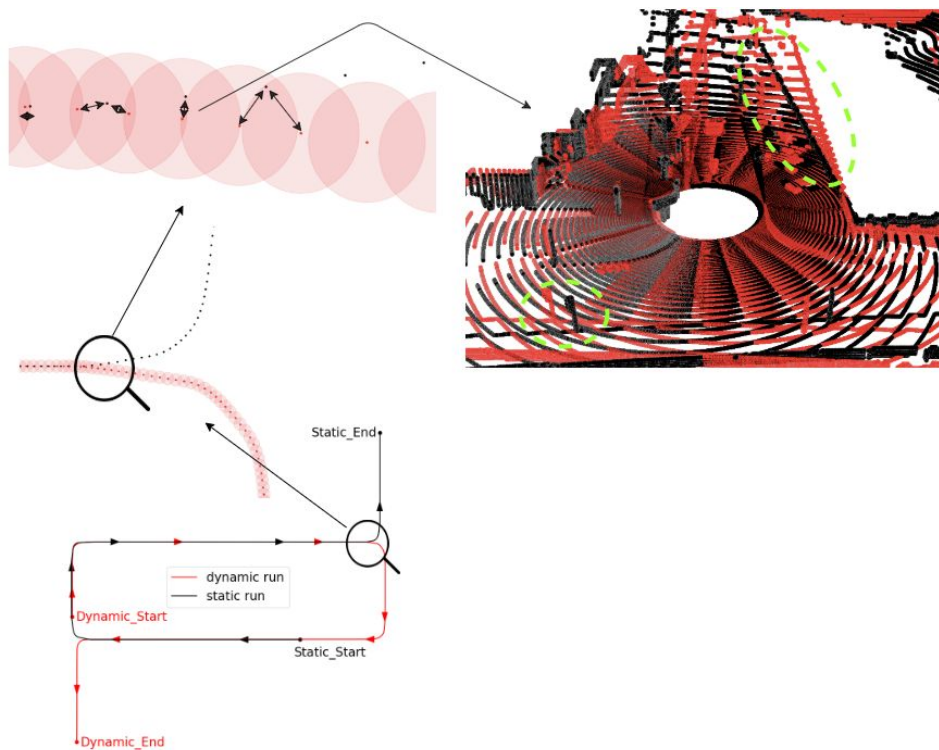 Static_End
dynamic run
static run
Dynamic_Start
Static_Start
Dynamic_End